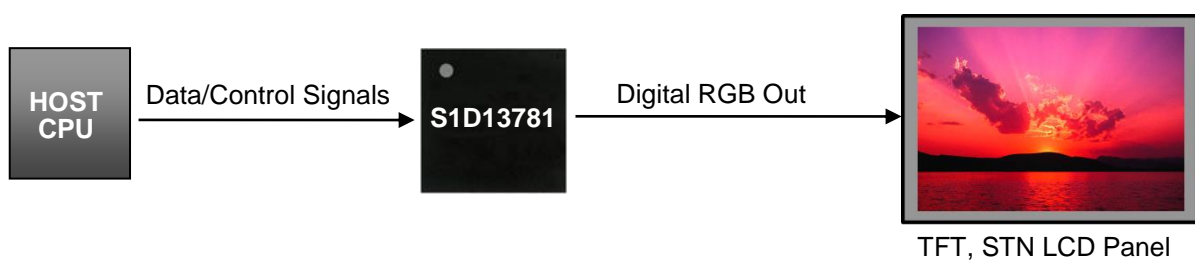 HOST
CPU
Data/Control Signals
S1D13781
Digital RGB Out
TFT, STN LCD Panel